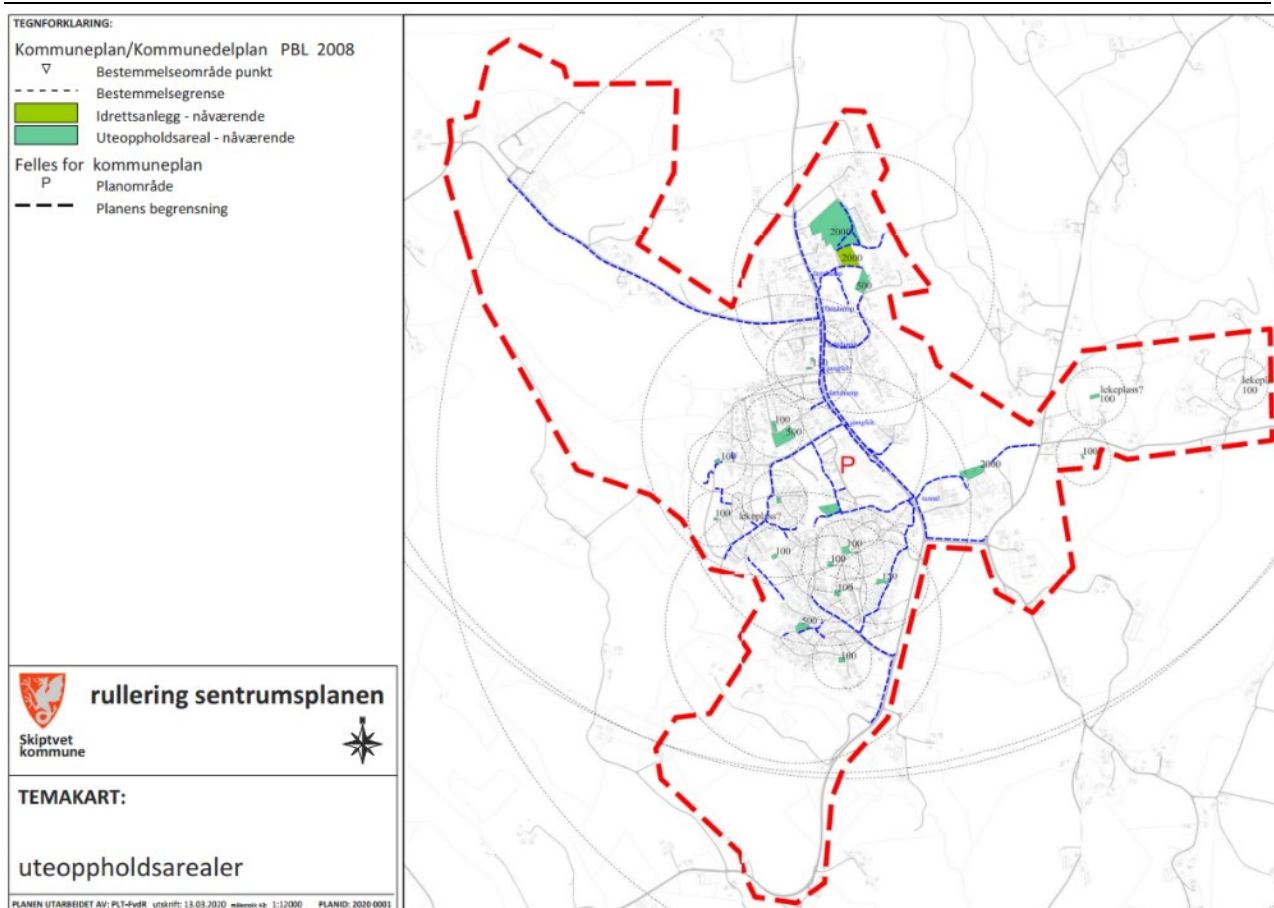 TEGNFORKLARING:
Kommuneplan/Kommunedelplan PBL 2008
Bestemmelseområde punkt
Bestemmelsegrense
Idrettsanlegg - nåværende
Uteoppholdsareal - nåværende
Felles for kommuneplan
P Planområde
Planens begrensning
rullering sentrumsplanen
Skiptvet
kommune
TEMAKART:
uteoppholdsarealer
PLANEN UTARBEIDET AV: PLT-FvdR utskrift: 13.03.2020 1:12000 PLANID: 2020 0001
2000
2000
500
lekeplass?
100
100
100
500
100
P
2000
100
100
lekeplass?
100
100
100
100
500
100